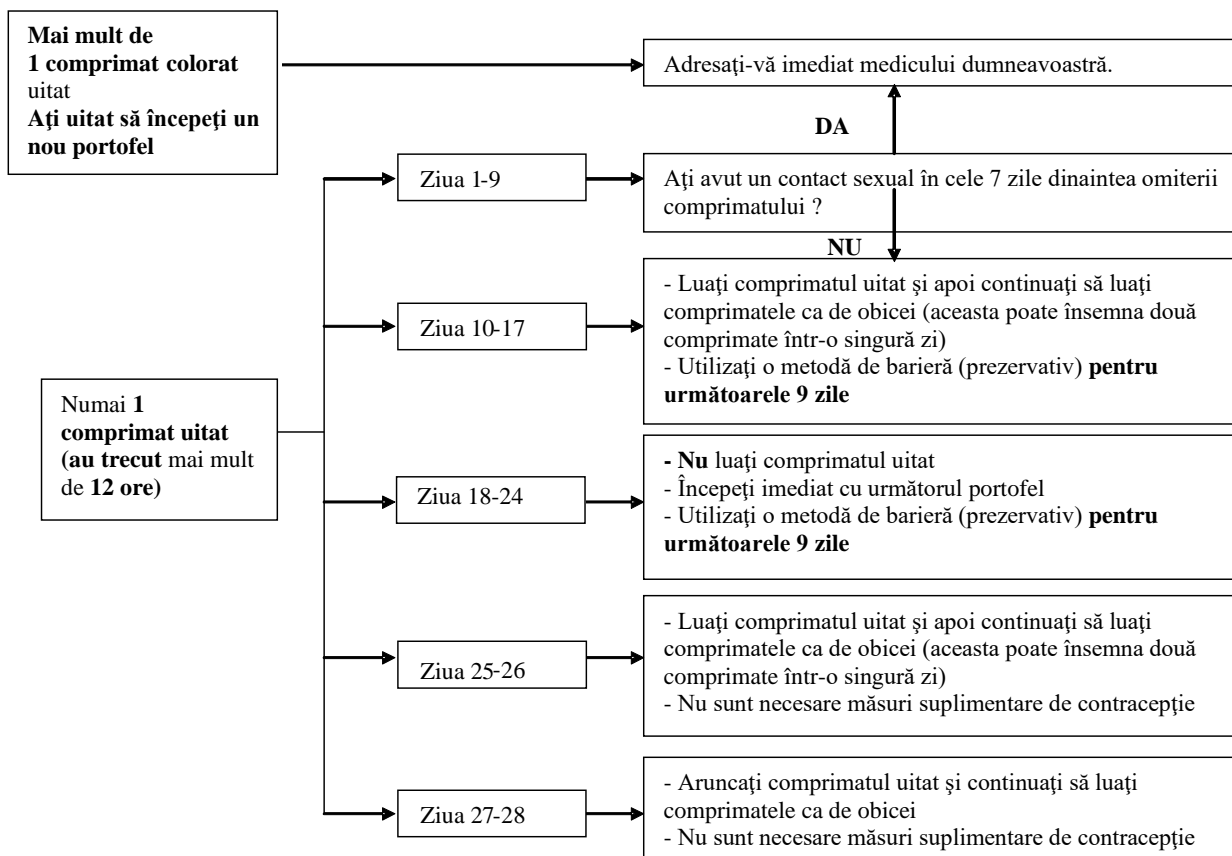 Mai mult de
1 comprimat colorat
uitat
Aţi uitat să începeţi un
nou portofel
Adresaţi-vă imediat medicului dumneavoastră.
DA
Ziua 1-9
Aţi avut un contact sexual în cele 7 zile dinaintea omiterii
comprimatului ?
NU
Ziua 10-17
- Luaţi comprimatul uitat şi apoi continuaţi să luaţi
comprimatele ca de obicei (aceasta poate însemna două
comprimate într-o singură zi)
- Utilizaţi o metodă de barieră (prezervativ) pentru
următoarele 9 zile
Numai 1
comprimat uitat
(au trecut mai mult
de 12 ore)
Ziua 18-24
- Nu luaţi comprimatul uitat
- Începeţi imediat cu următorul portofel
- Utilizaţi o metodă de barieră (prezervativ) pentru
următoarele 9 zile
Ziua 25-26
- Luaţi comprimatul uitat şi apoi continuaţi să luaţi
comprimatele ca de obicei (aceasta poate însemna două
comprimate într-o singură zi)
- Nu sunt necesare măsuri suplimentare de contracepţie
Ziua 27-28
- Aruncaţi comprimatul uitat şi continuaţi să luaţi
comprimatele ca de obicei
- Nu sunt necesare măsuri suplimentare de contracepţie